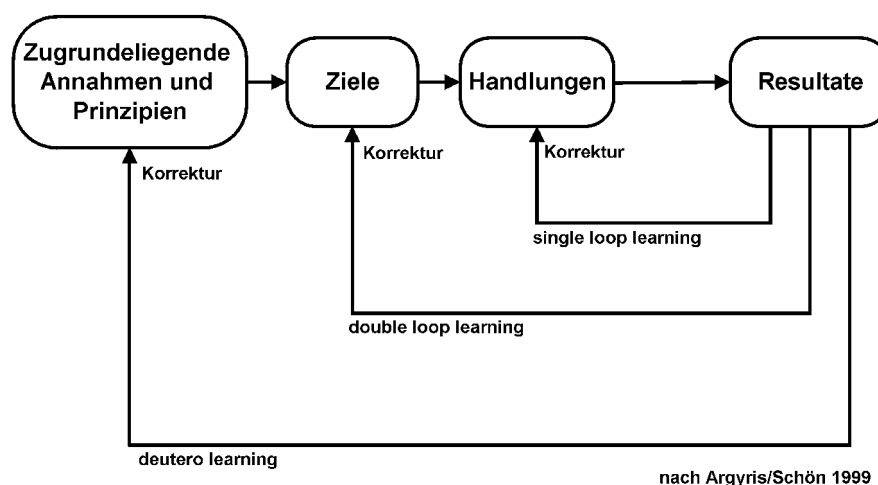 Zugrundeliegende
Annahmen und
Prinzipien
Ziele
Handlungen
Resultate
Korrektur
Korrektur
Korrektur
single loop learning
double loop learning
deutero learning
nach Argyris/Schön 1999